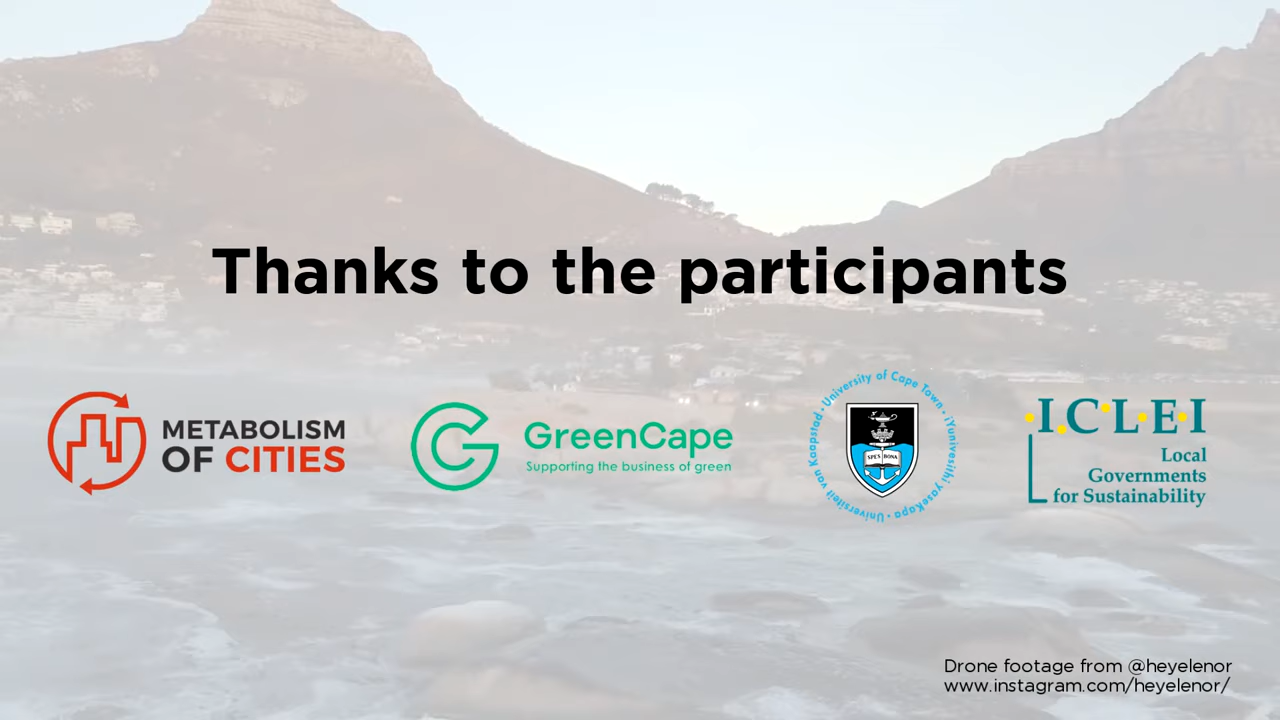 Thanks to the participants
METABOLISM
OF CITIES
GreenCape
Supporting the business of green
University of Cape Town · iYunivesithi yaseKapa · Universiteit van Kaapstad ·
SPES BONA
I.C.L.E.I
Local
Governments
for Sustainability
Drone footage from @heyelenor
www.instagram.com/heyelenor/